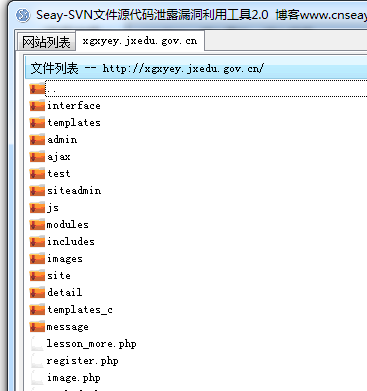 Seay-SVN文件源代码泄露漏洞利用工具2.0 博客www.cnseay
网站列表 xgxyey.jxedu.gov.cn
文件列表 -- http://xgxyey.jxedu.gov.cn/
..
interface
templates
admin
ajax
test
siteadmin
js
modules
includes
images
site
detail
templates_c
message
lesson_more.php
register.php
image.php